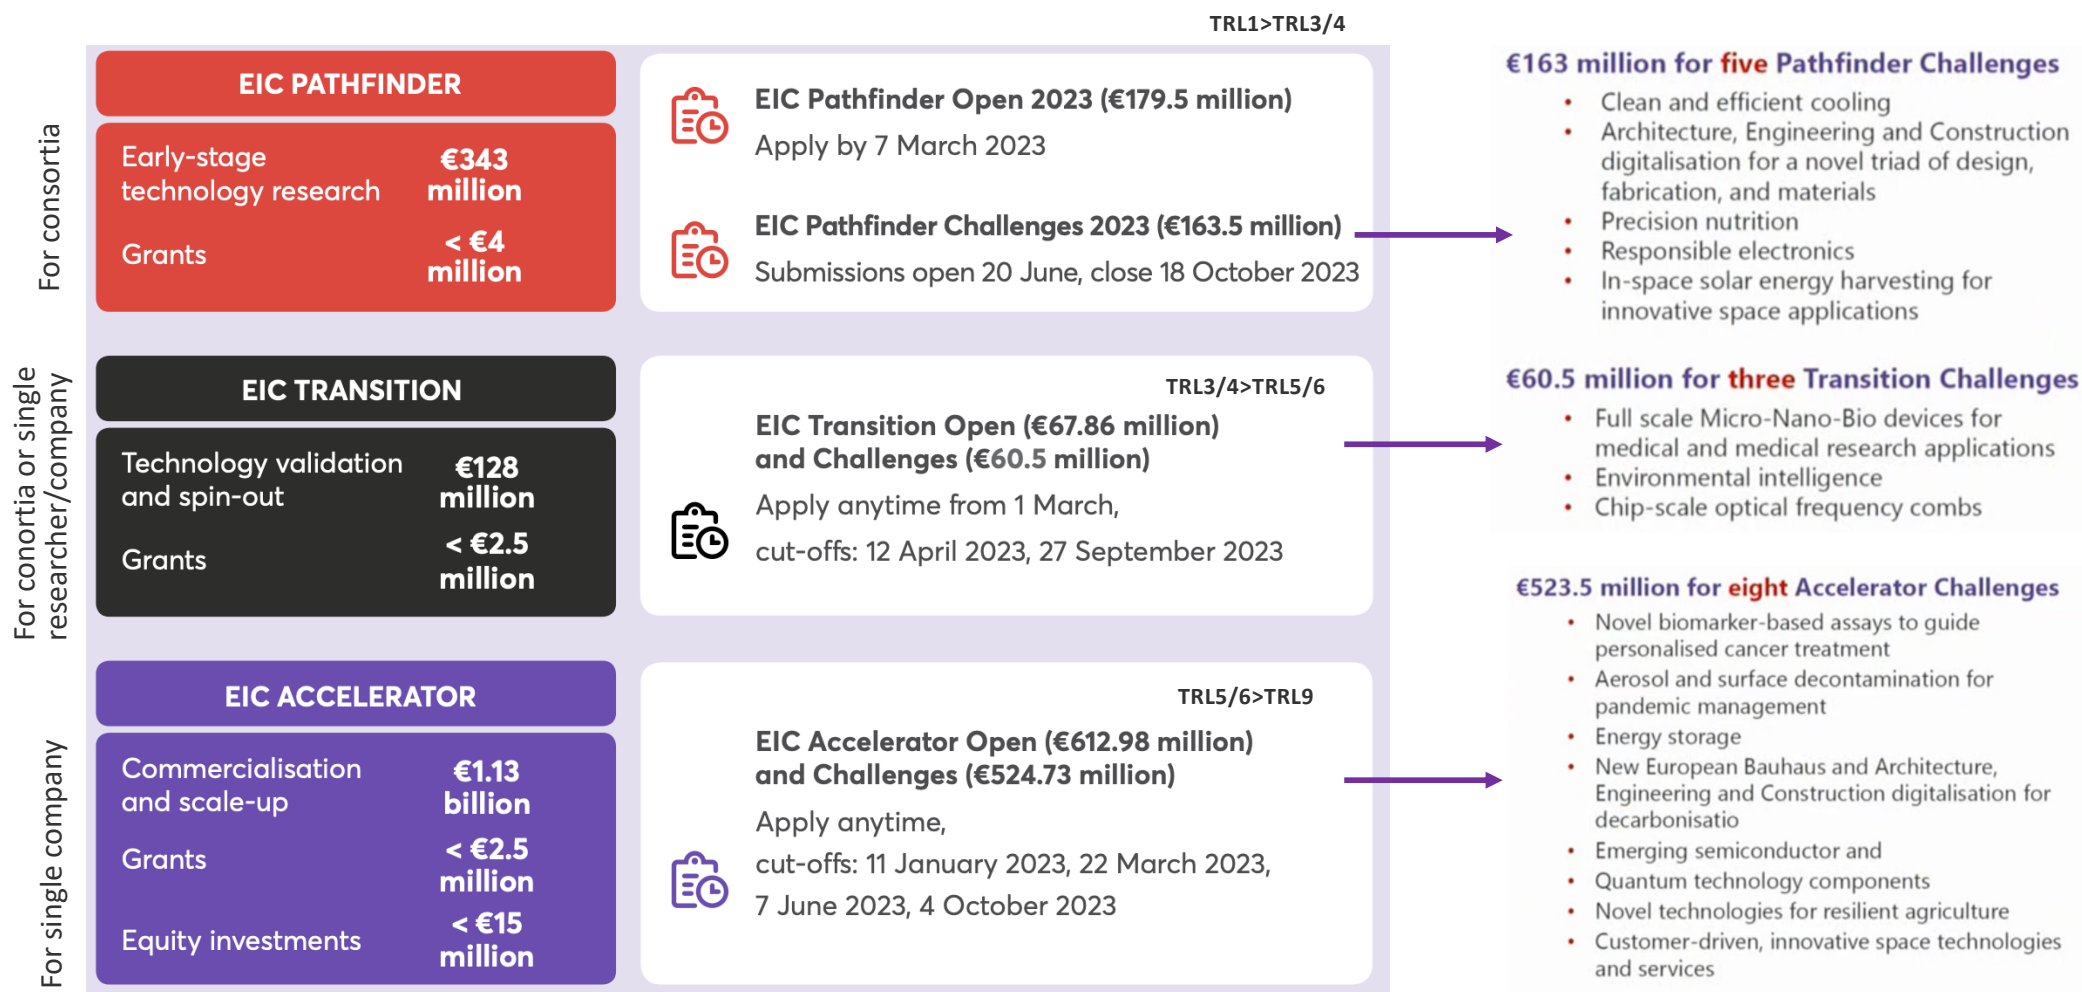 TRL1>TRL3/4
For consortia
EIC PATHFINDER
Early-stage
technology research
€343
million
Grants
< €4
million
EIC Pathfinder Open 2023 (€179.5 million)
Apply by 7 March 2023
EIC Pathfinder Challenges 2023 (€163.5 million)
Submissions open 20 June, close 18 October 2023
€163 million for five Pathfinder Challenges
• Clean and efficient cooling
• Architecture, Engineering and Construction
digitalisation for a novel triad of design,
fabrication, and materials
• Precision nutrition
• Responsible electronics
• In-space solar energy harvesting for
innovative space applications
For conortia or single
researcher/company
EIC TRANSITION
Technology validation
and spin-out
€128
million
Grants
< €2.5
million
TRL3/4>TRL5/6
EIC Transition Open (€67.86 million)
and Challenges (€60.5 million)
Apply anytime from 1 March,
cut-offs: 12 April 2023, 27 September 2023
€60.5 million for three Transition Challenges
• Full scale Micro-Nano-Bio devices for
medical and medical research applications
• Environmental intelligence
• Chip-scale optical frequency combs
For single company
EIC ACCELERATOR
Commercialisation
and scale-up
€1.13
billion
Grants
< €2.5
million
Equity investments
< €15
million
TRL5/6>TRL9
EIC Accelerator Open (€612.98 million)
and Challenges (€524.73 million)
Apply anytime,
cut-offs: 11 January 2023, 22 March 2023,
7 June 2023, 4 October 2023
€523.5 million for eight Accelerator Challenges
• Novel biomarker-based assays to guide
personalised cancer treatment
• Aerosol and surface decontamination for
pandemic management
• Energy storage
• New European Bauhaus and Architecture,
Engineering and Construction digitalisation for
decarbonisatio
• Emerging semiconductor and
• Quantum technology components
• Novel technologies for resilient agriculture
• Customer-driven, innovative space technologies
and services